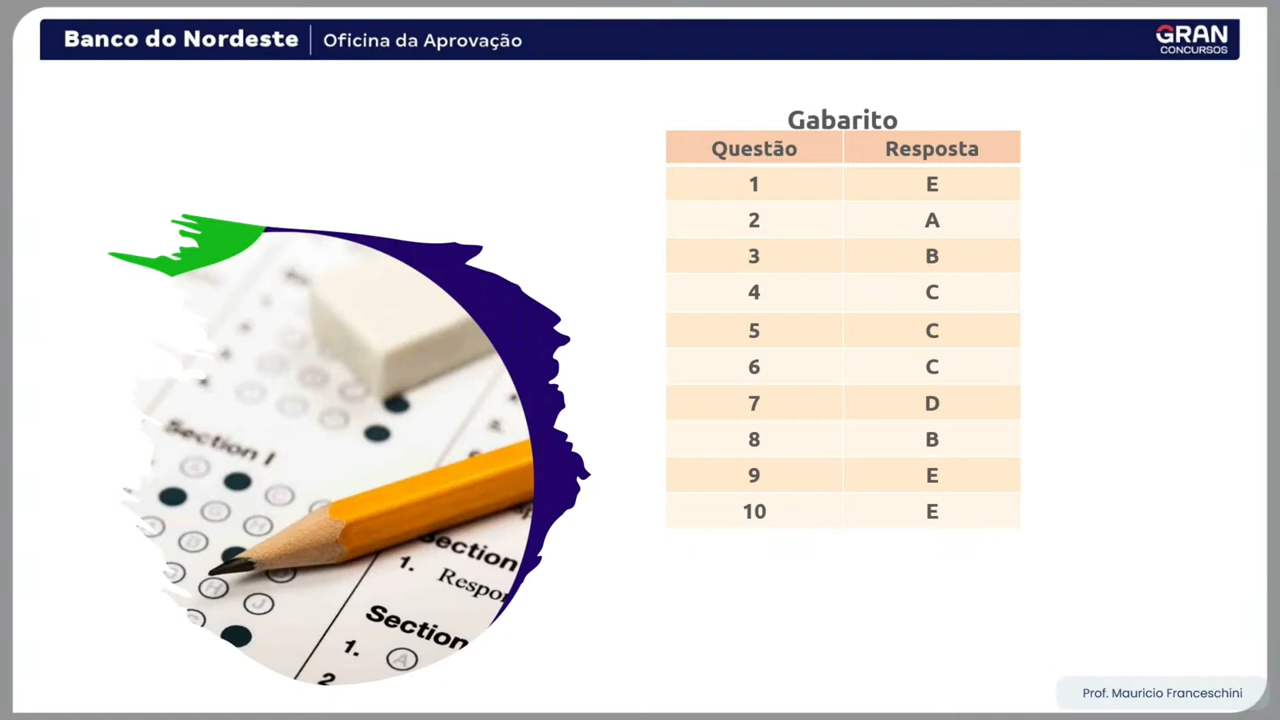 Banco do Nordeste | Oficina da Aprovação
GRAN
CONCURSOS
Gabarito
Questão Resposta
1 E
2 A
3 B
4 C
5 C
6 C
7 D
8 B
9 E
10 E
Section I
Section
1. Respon
Section
1. A
2
Prof. Mauricio Franceschini